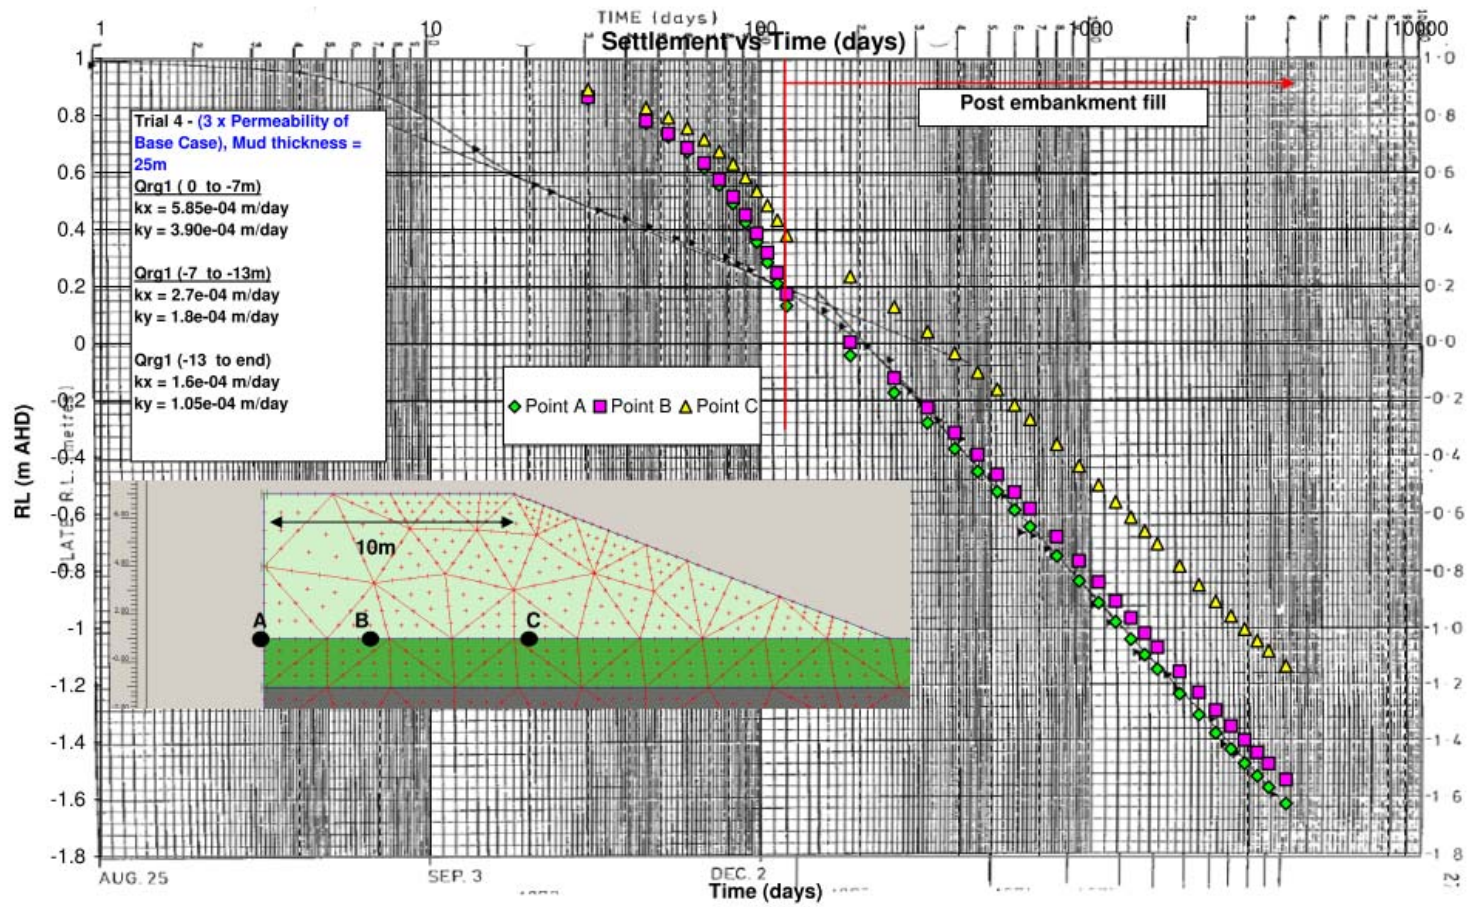 TIME (days)
1 10 100 1000 10000
Settlement vs Time (days)
Post embankment fill
1
0.8
0.6
0.4
0.2
0
-0.2
-0.4
-0.6
-0.8
-1
-1.2
-1.4
-1.6
-1.8
RL (m AHD)
Trial 4 - (3 x Permeability of
Base Case), Mud thickness =
25m
Qrg1 ( 0 to -7m)
kx = 5.85e-04 m/day
ky = 3.90e-04 m/day
Qrg1 (-7 to -13m)
kx = 2.7e-04 m/day
ky = 1.8e-04 m/day
Qrg1 (-13 to end)
kx = 1.6e-04 m/day
ky = 1.05e-04 m/day
Point A Point B Point C
10m
A B C
1·0
0·8
0·6
0·4
0·2
0·0
-0·2
-0·4
-0·6
-0·8
-1·0
-1·2
-1·4
-1·6
-1·8
AUG. 25 SEP. 3 DEC. 2
Time (days)